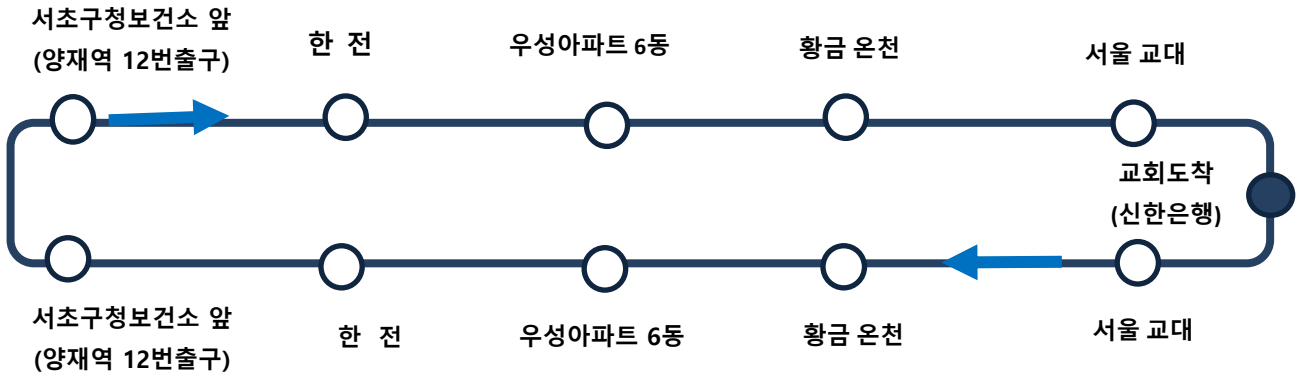 서초구청보건소 앞
(양재역 12번출구)
한 전
우성아파트 6동
황금 온천
서울 교대
교회도착
(신한은행)
서초구청보건소 앞
(양재역 12번출구)
한 전
우성아파트 6동
황금 온천
서울 교대